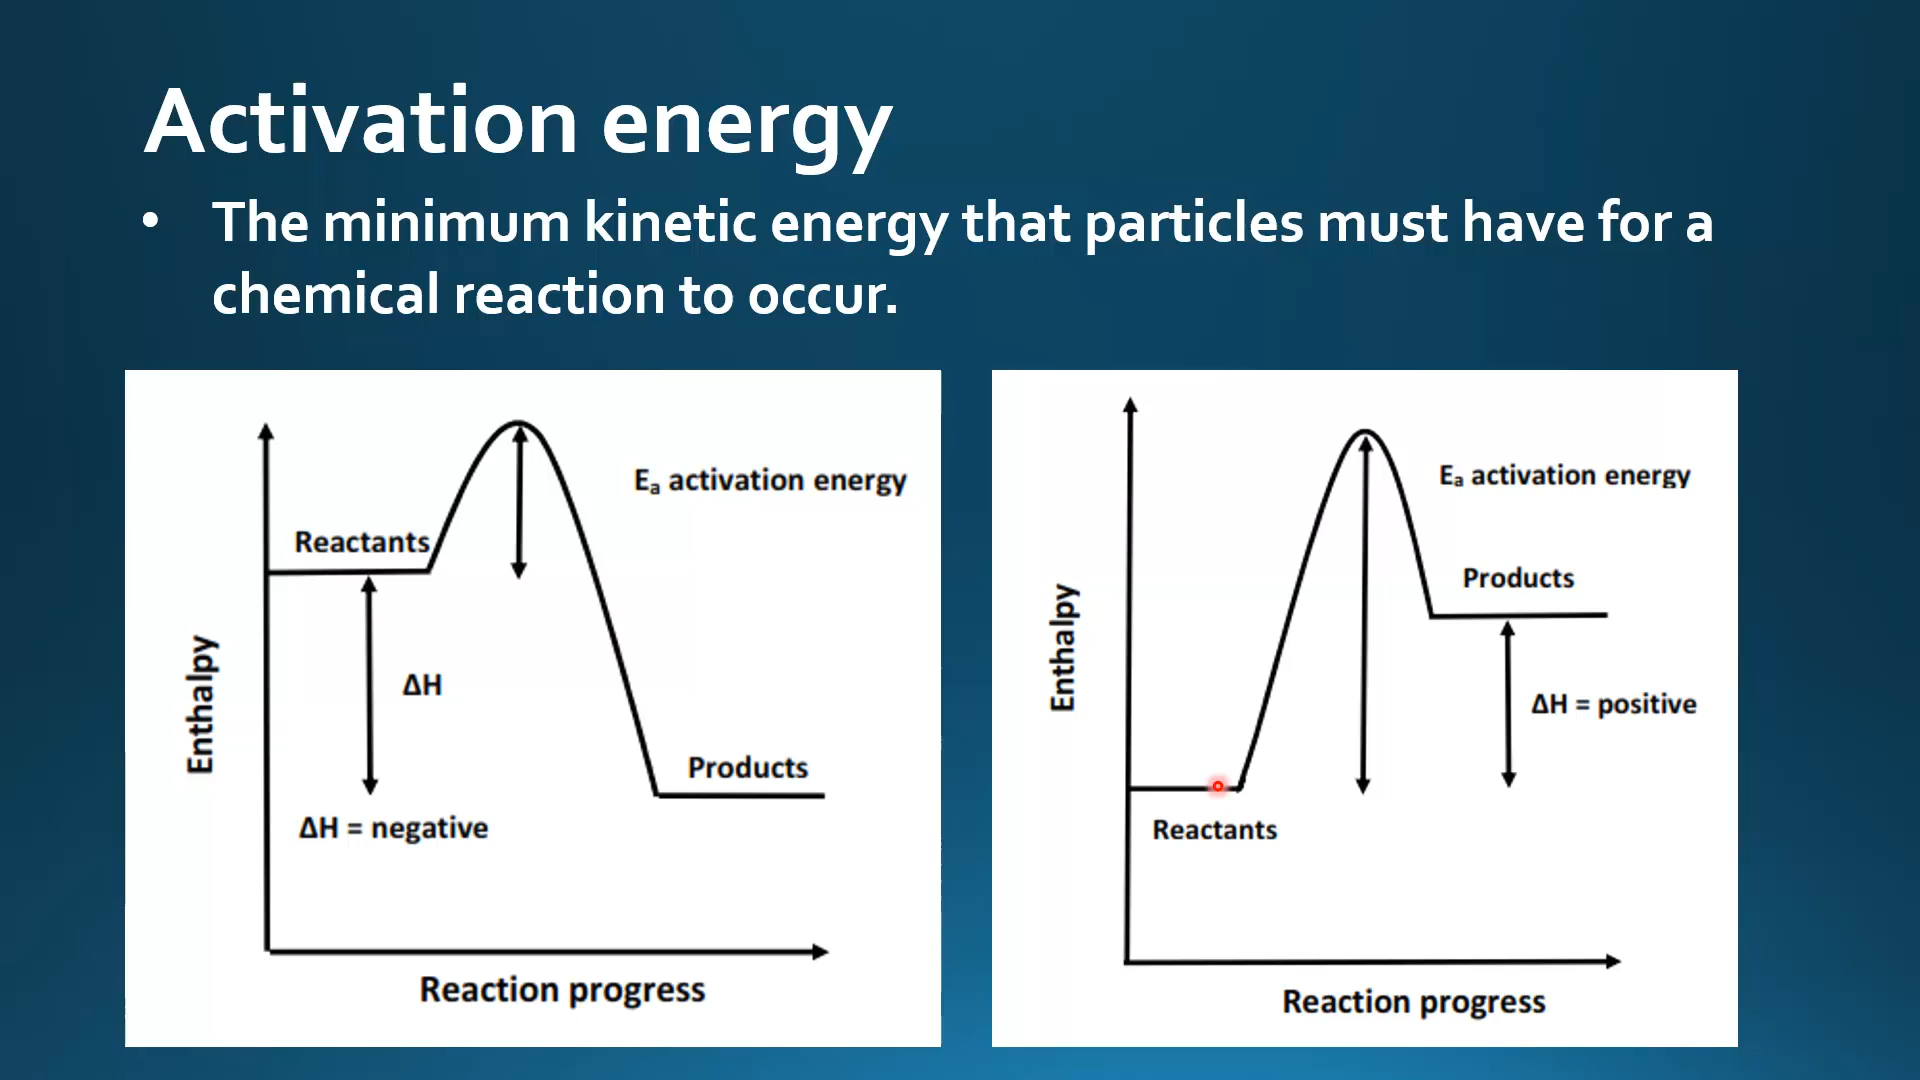 Activation energy
• The minimum kinetic energy that particles must have for a
chemical reaction to occur.
Eₐ activation energy
Reactants
ΔH
Enthalpy
Products
ΔH = negative
Reaction progress
Eₐ activation energy
Products
Enthalpy
ΔH = positive
Reactants
Reaction progress